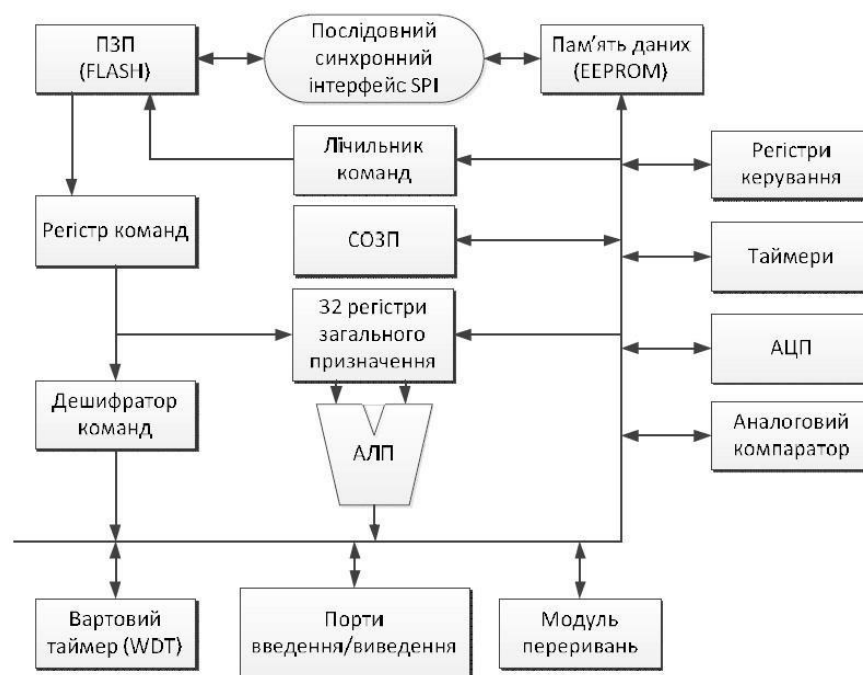 ПЗП
(FLASH)
Послідовний
синхронний
інтерфейс SPI
Пам'ять даних
(EEPROM)
Лічильник
команд
Регістри
керування
Регістр команд
СОЗП
Таймери
32 регістри
загального
призначення
АЦП
Дешифратор
команд
АЛП
Аналоговий
компаратор
Вартовий
таймер (WDT)
Порти
введення/виведення
Модуль
переривань